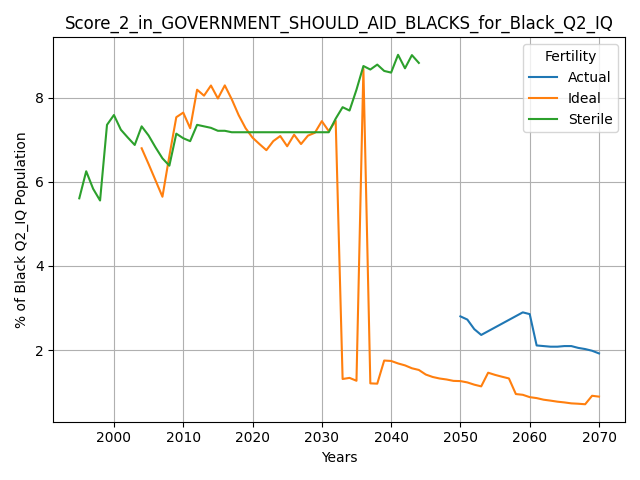 Score_2_in_GOVERNMENT_SHOULD_AID_BLACKS_for_Black_Q2_IQ
Fertility
Actual
Ideal
Sterile
% of Black Q2_IQ Population
8
6
4
2
2000 2010 2020 2030 2040 2050 2060 2070
Years